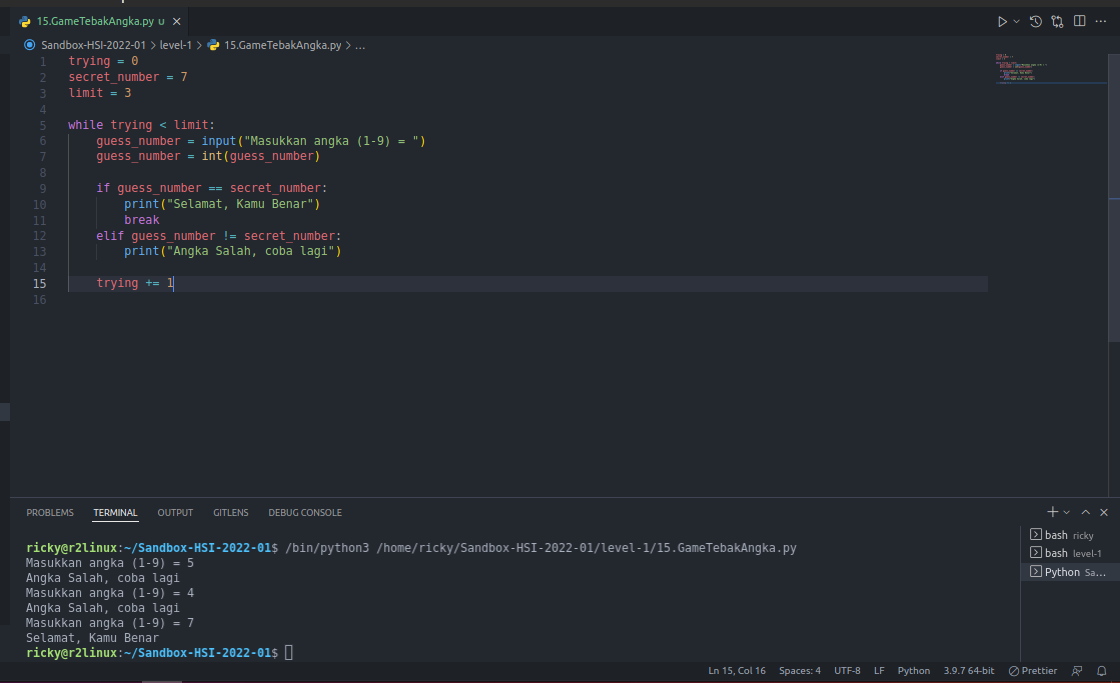 15.GameTebakAngka.py U
Sandbox-HSI-2022-01 > level-1 > 15.GameTebakAngka.py > ...
1 trying = 0
2 secret_number = 7
3 limit = 3
4
5 while trying < limit:
6 guess_number = input("Masukkan angka (1-9) = ")
7 guess_number = int(guess_number)
8
9 if guess_number == secret_number:
10 print("Selamat, Kamu Benar")
11 break
12 elif guess_number != secret_number:
13 print("Angka Salah, coba lagi")
14
15 trying += 1
16
PROBLEMS TERMINAL OUTPUT GITLENS DEBUG CONSOLE
ricky@r2linux:~/Sandbox-HSI-2022-01$ /bin/python3 /home/ricky/Sandbox-HSI-2022-01/level-1/15.GameTebakAngka.py
Masukkan angka (1-9) = 5
Angka Salah, coba lagi
Masukkan angka (1-9) = 4
Angka Salah, coba lagi
Masukkan angka (1-9) = 7
Selamat, Kamu Benar
ricky@r2linux:~/Sandbox-HSI-2022-01$
bash ricky
bash level-1
Python Sa...
Ln 15, Col 16 Spaces: 4 UTF-8 LF Python 3.9.7 64-bit Prettier